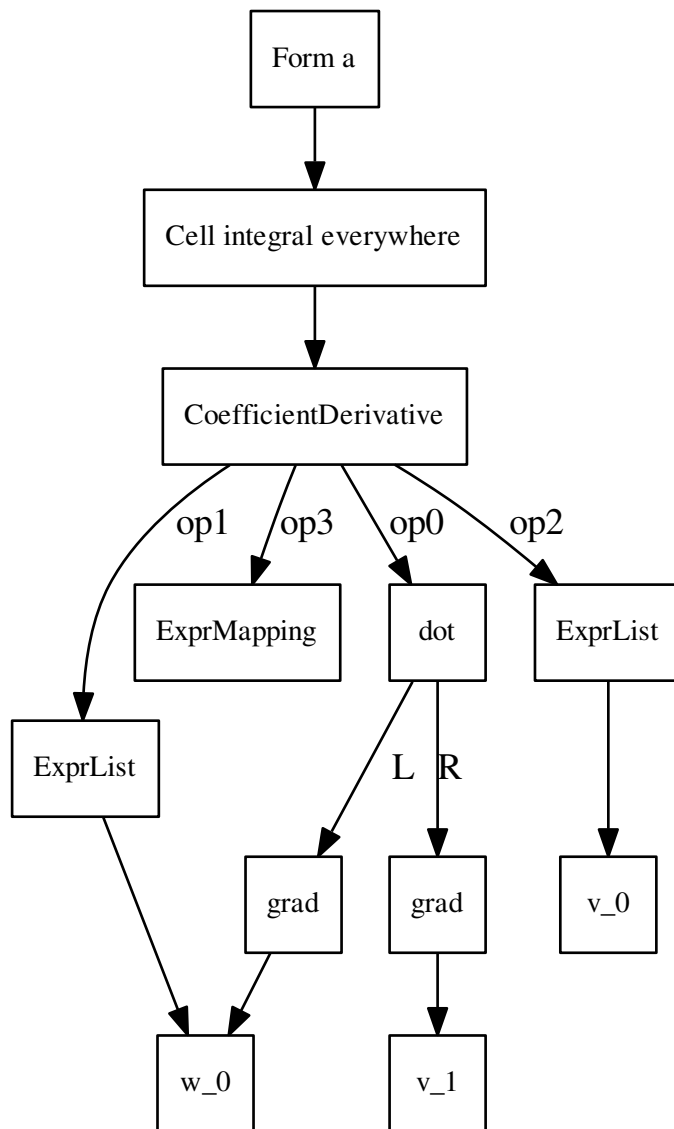 Form a
Cell integral everywhere
CoefficientDerivative
op1
op3
op0
op2
ExprMapping
dot
ExprList
ExprList
L
R
grad
grad
v_0
w_0
v_1